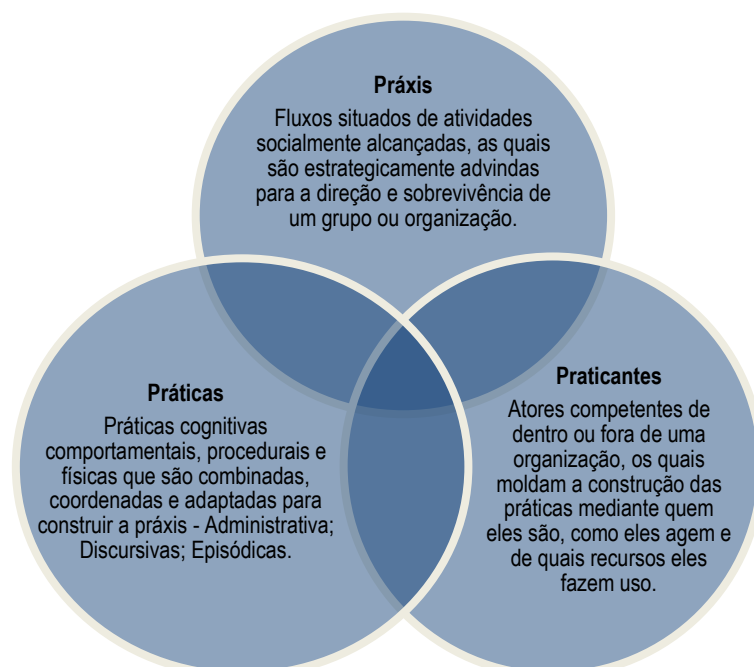 Práxis
Fluxos situados de atividades
socialmente alcançadas, as quais
são estrategicamente advindas
para a direção e sobrevivência de
um grupo ou organização.
Práticas
Práticas cognitivas
comportamentais, procedurais e
físicas que são combinadas,
coordenadas e adaptadas para
construir a práxis - Administrativa;
Discursivas; Episódicas.
Praticantes
Atores competentes de
dentro ou fora de uma
organização, os quais
moldam a construção das
práticas mediante quem
eles são, como eles agem e
de quais recursos eles
fazem uso.